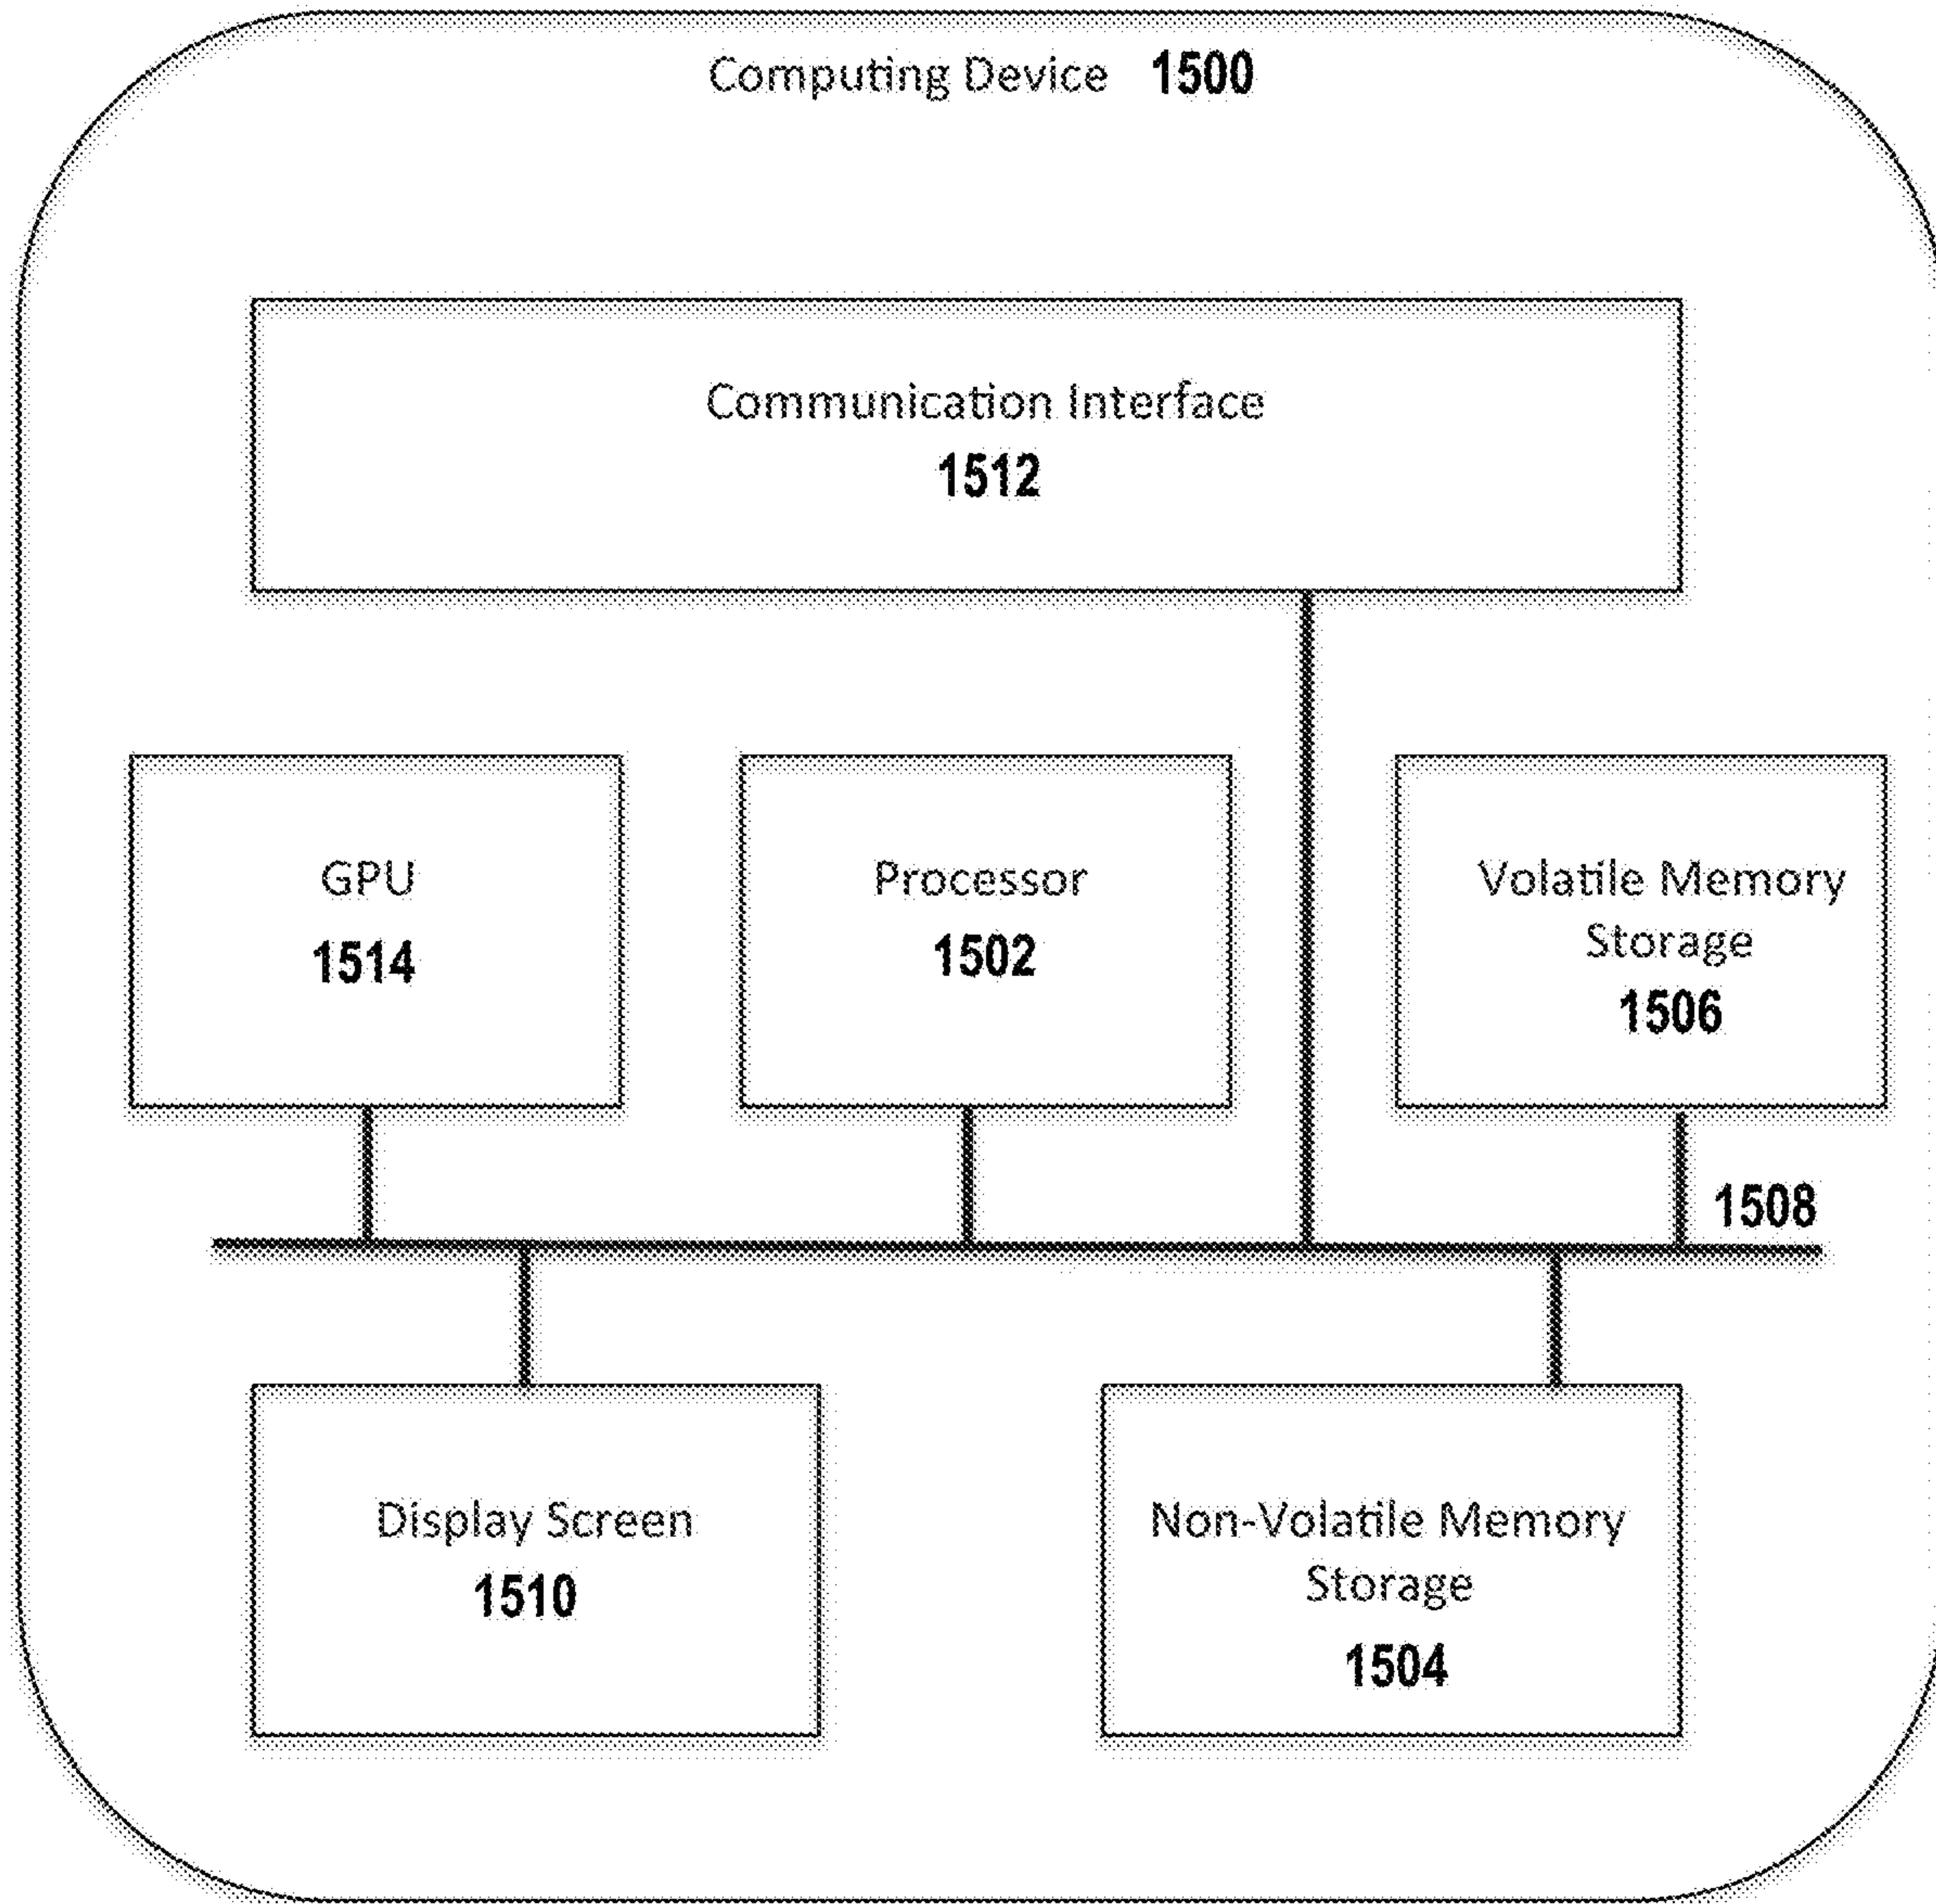 Computing Device 1500
Communication Interface
1512
GPU
1514
Processor
1502
Volatile Memory
Storage
1506
1508
Display Screen
1510
Non-Volatile Memory
Storage
1504